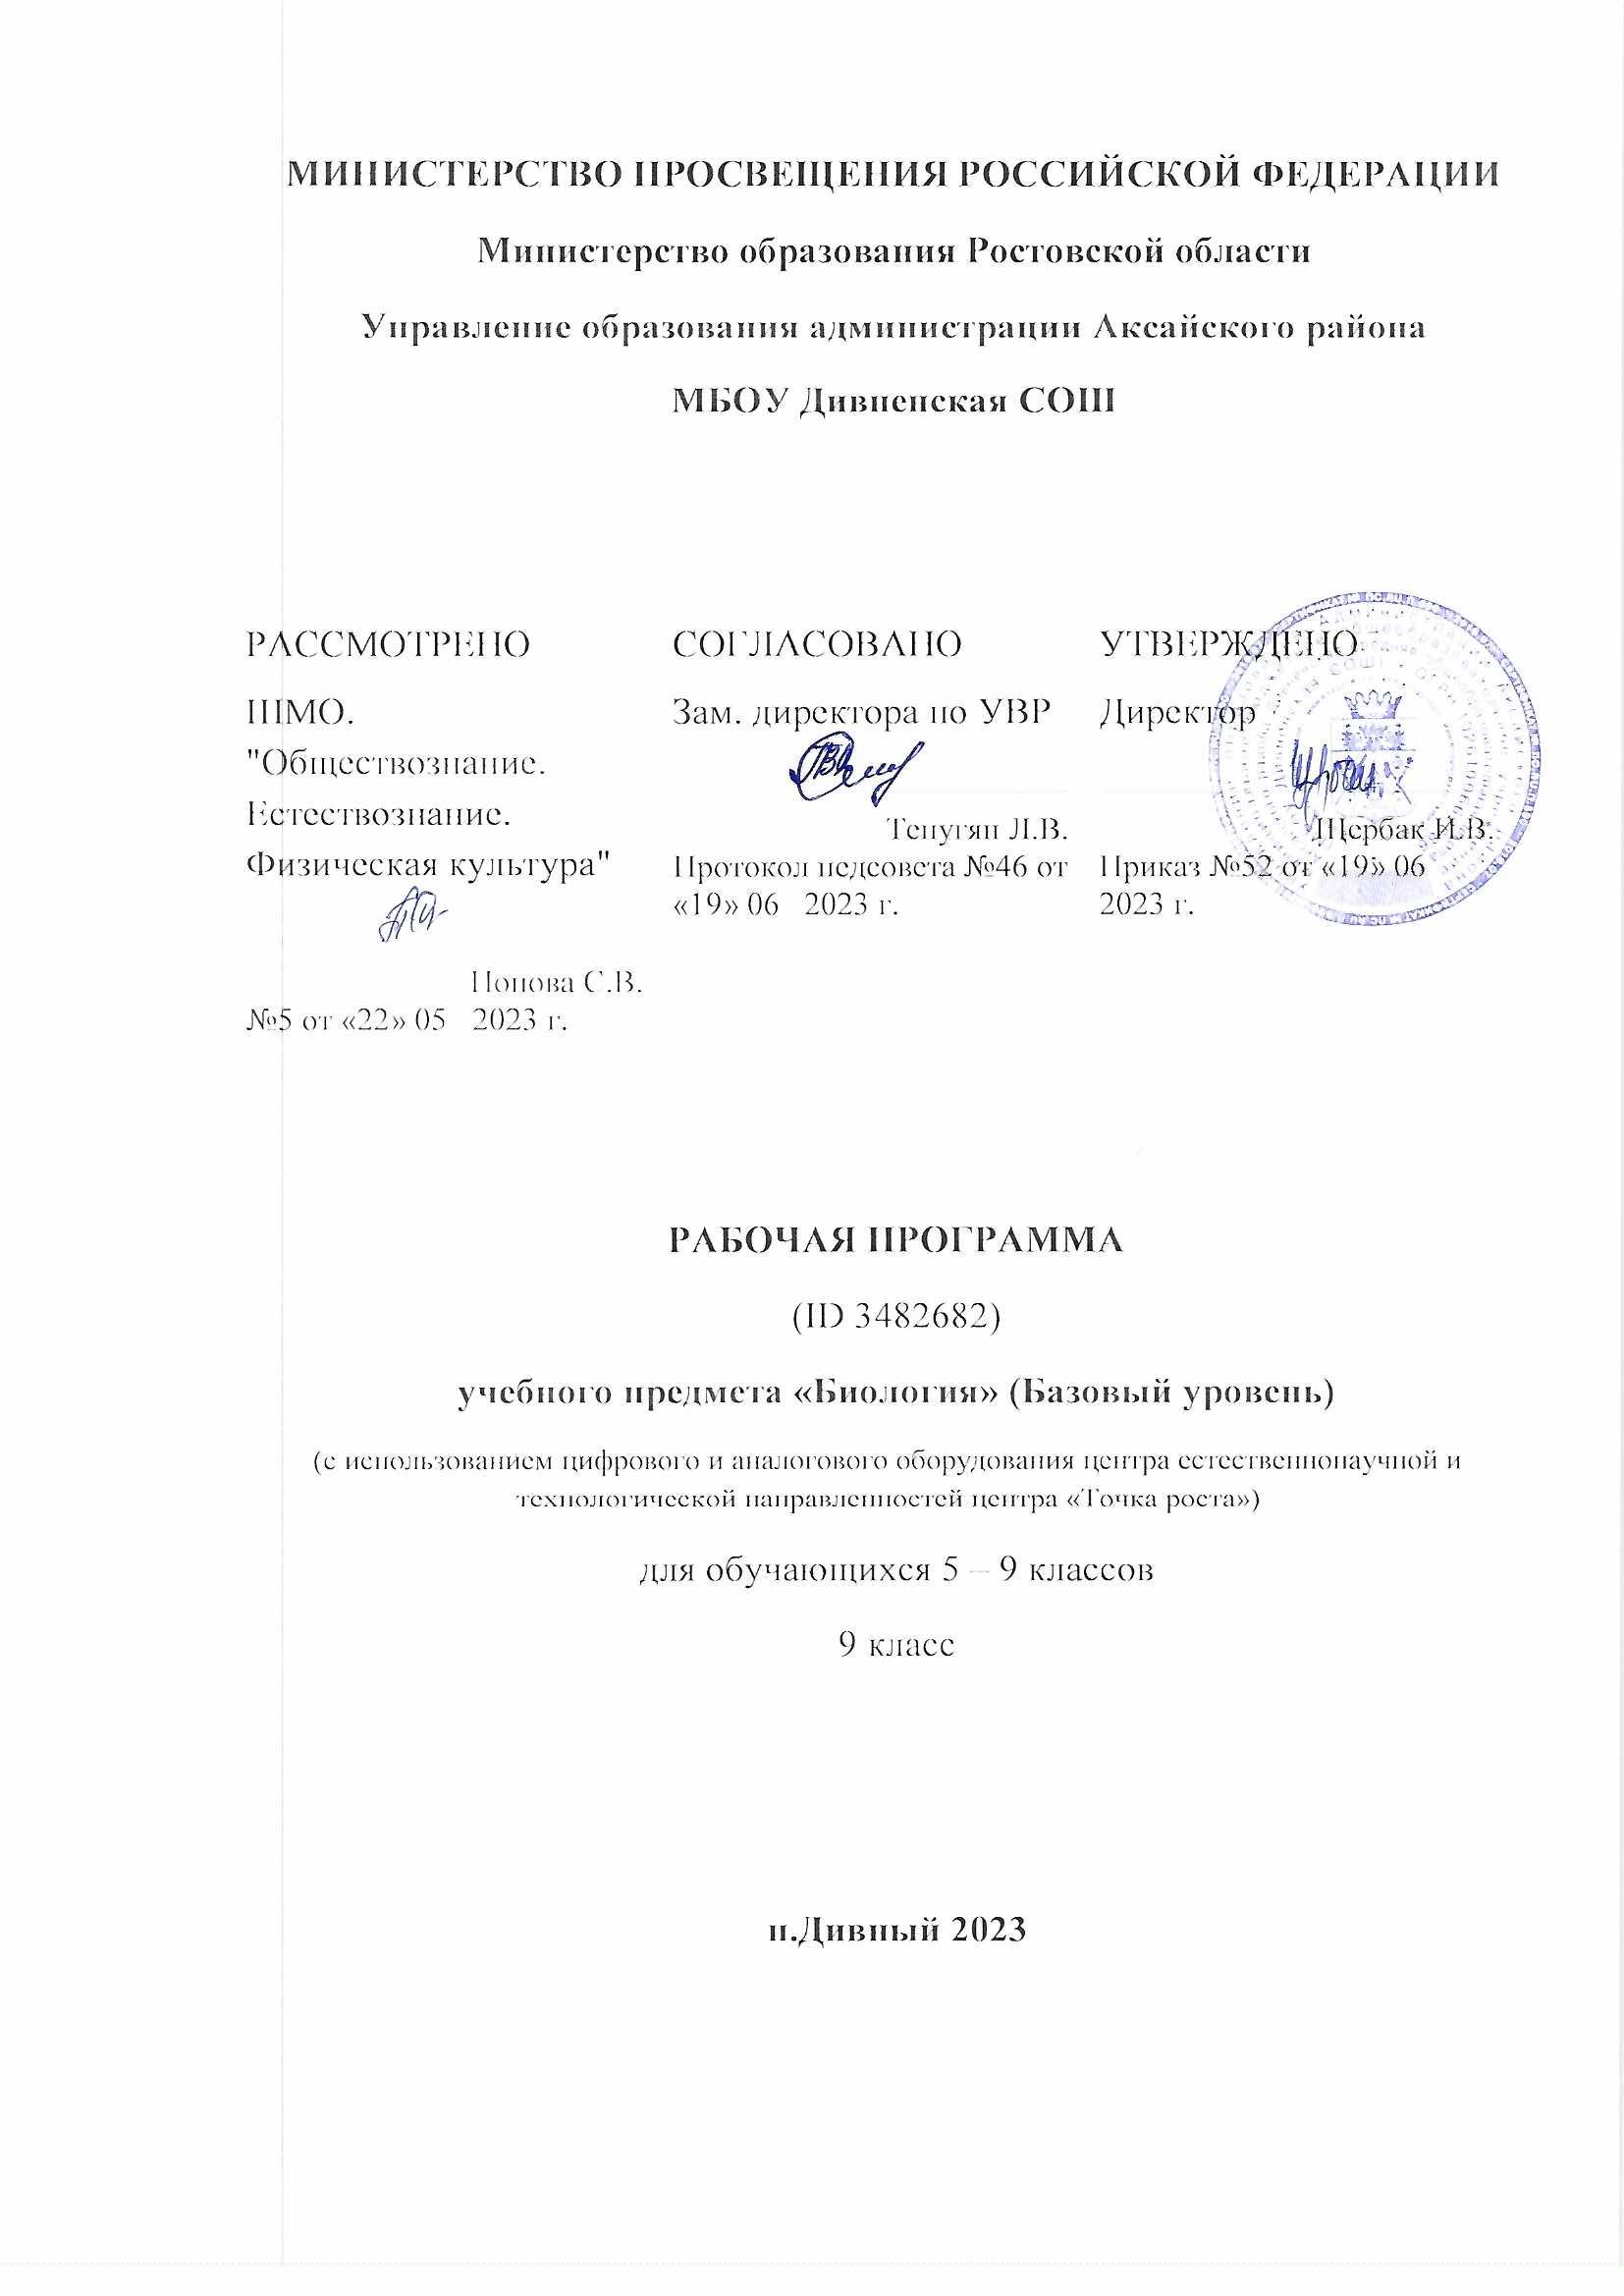 МИНИСТЕРСТВО ПРОСВЕЩЕНИЯ РОССИЙСКОЙ ФЕДЕРАЦИИ
Министерство образования Ростовской области
Управление образования администрации Аксайского района
МБОУ Дивненская СОШ
РАССМОТРЕНО
ШМО.
"Обществознание.
Естествознание.
Физическая культура"
Попова С.В.
№5 от «22» 05 2023 г.
СОГЛАСОВАНО
Зам. директора по УВР
Тенугян Л.В.
Протокол педсовета №46 от
«19» 06 2023 г.
УТВЕРЖДЕНО
Директор
Щербак И.В.
Приказ №52 от «19» 06
2023 г.
РАБОЧАЯ ПРОГРАММА
(ID 3482682)
учебного предмета «Биология» (Базовый уровень)
(с использованием цифрового и аналогового оборудования центра естественнонаучной и
технологической направленностей центра «Точка роста»)
для обучающихся 5 – 9 классов
9 класс
п.Дивный 2023